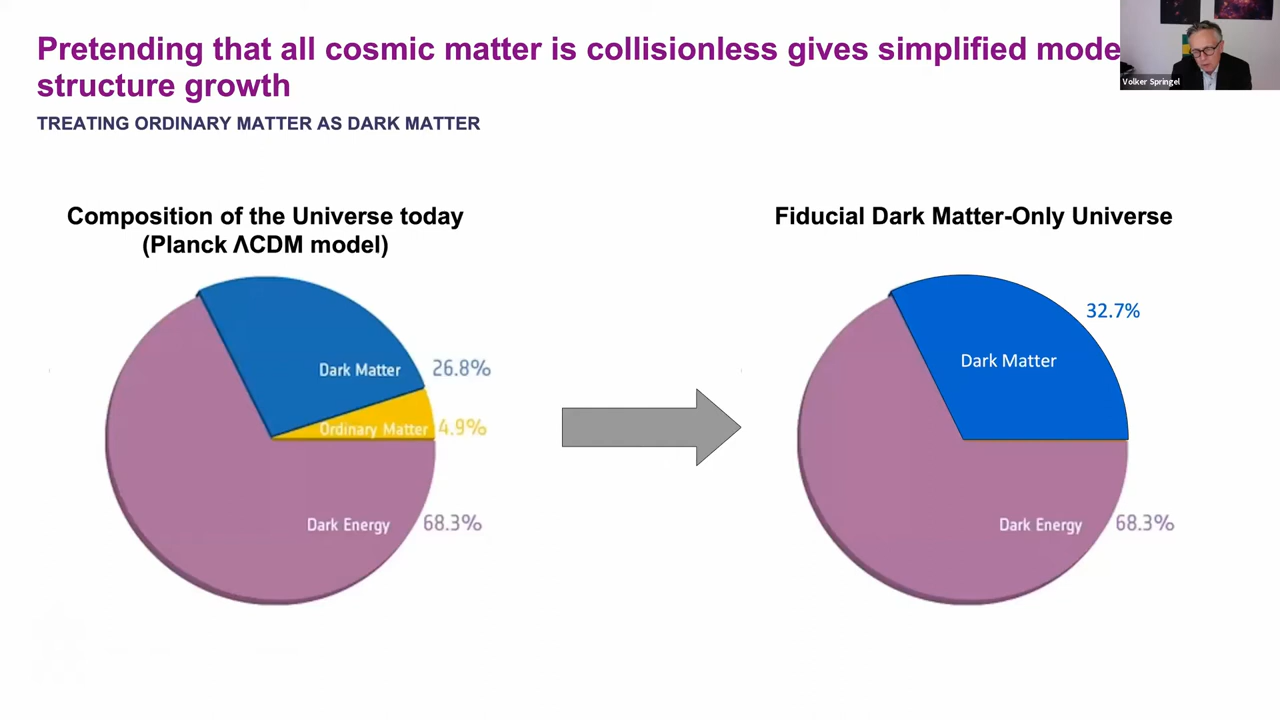 Pretending that all cosmic matter is collisionless gives simplified mode
structure growth
TREATING ORDINARY MATTER AS DARK MATTER
Volker Springel
Composition of the Universe today
(Planck ΛCDM model)
Dark Matter
26.8%
Ordinary Matter
4.9%
Dark Energy
68.3%
Fiducial Dark Matter-Only Universe
32.7%
Dark Matter
Dark Energy
68.3%